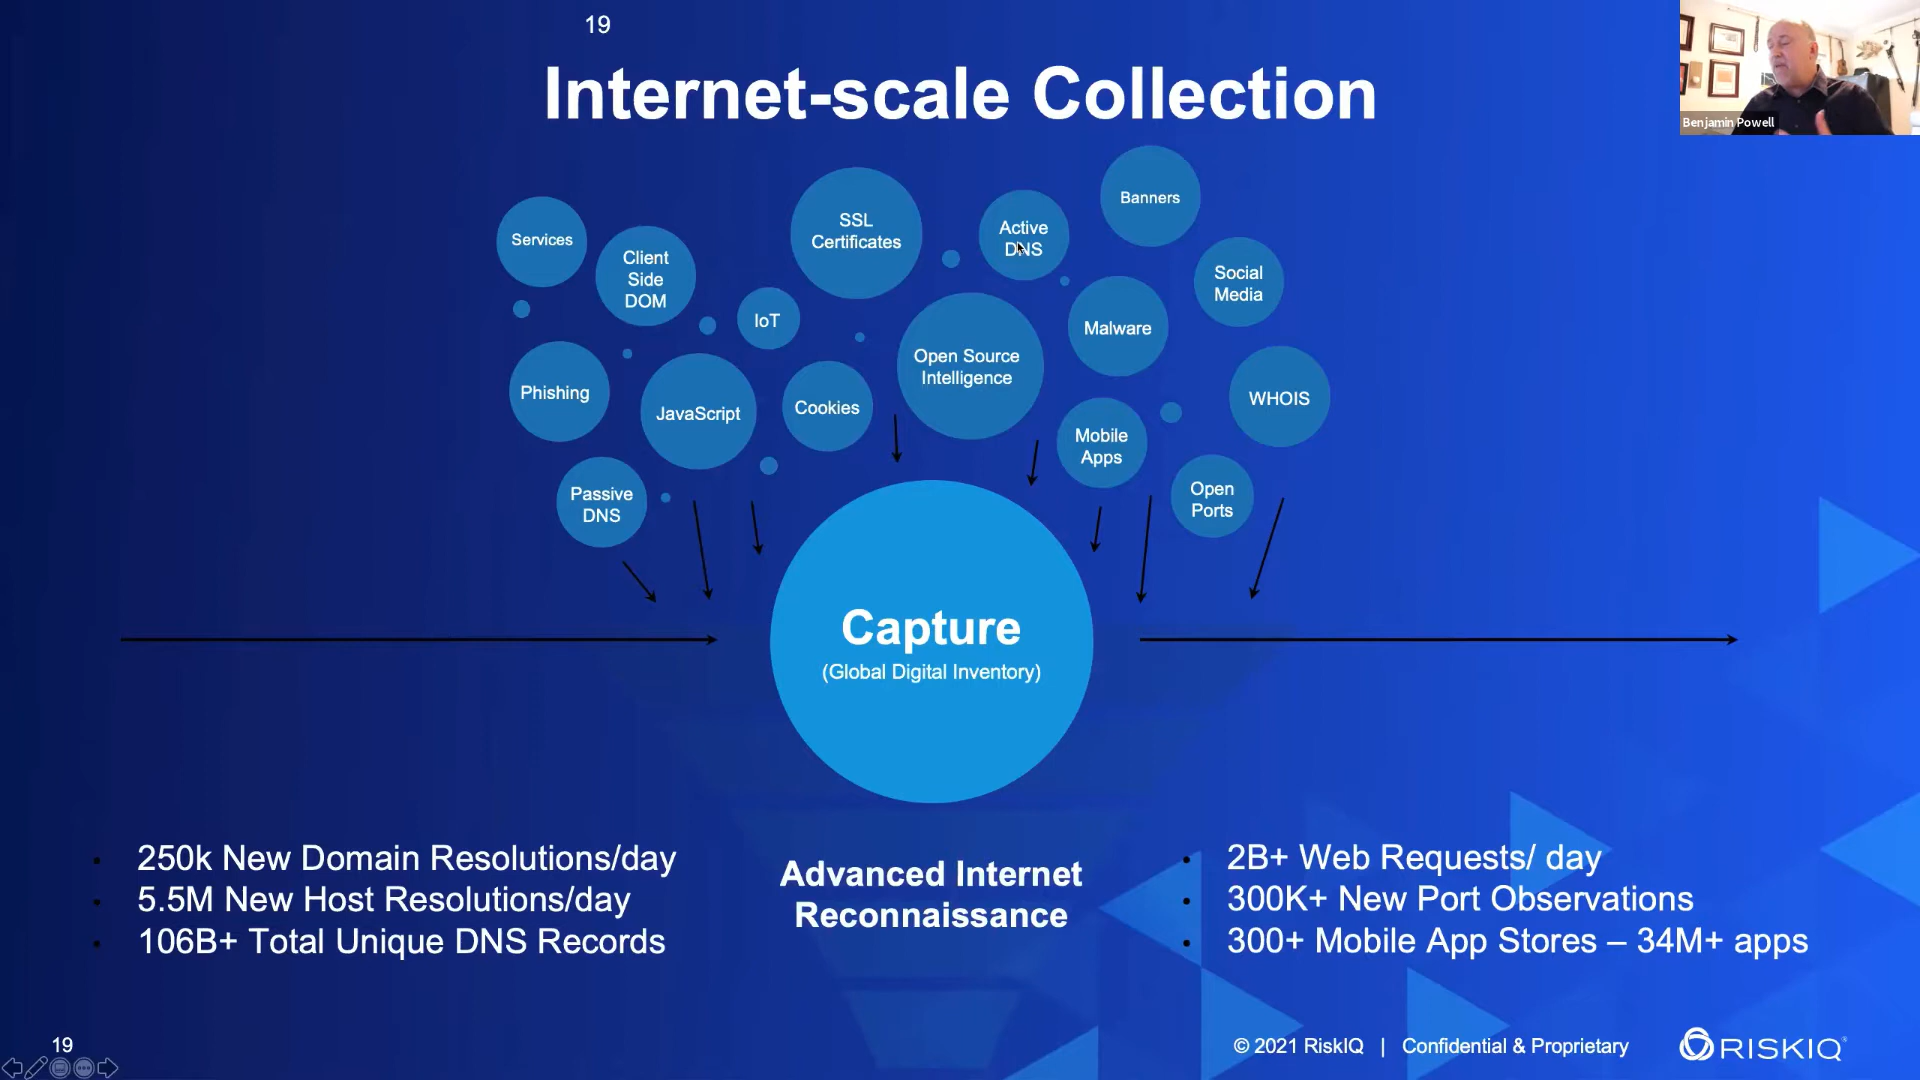 19
Internet-scale Collection
Benjamin Powell
Services
Client
Side
DOM
SSL
Certificates
Active
DNS
Banners
IoT
Social
Media
Malware
Open Source
Intelligence
Phishing
JavaScript
Cookies
WHOIS
Mobile
Apps
Passive
DNS
Open
Ports
Capture
(Global Digital Inventory)
250k New Domain Resolutions/day
5.5M New Host Resolutions/day
106B+ Total Unique DNS Records
Advanced Internet
Reconnaissance
2B+ Web Requests/ day
300K+ New Port Observations
300+ Mobile App Stores – 34M+ apps
19
© 2021 RiskIQ | Confidential & Proprietary
RISKIQ